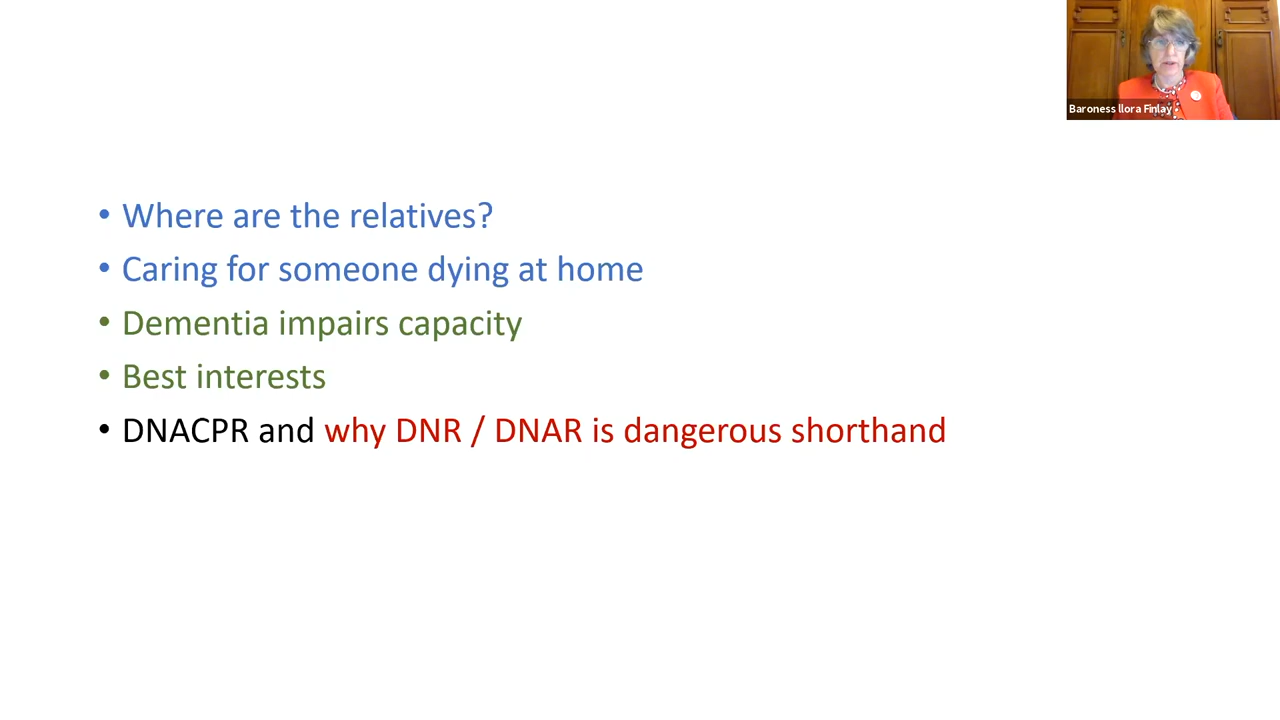 Baroness Ilora Finlay
• Where are the relatives?
• Caring for someone dying at home
• Dementia impairs capacity
• Best interests
• DNACPR and why DNR / DNAR is dangerous shorthand